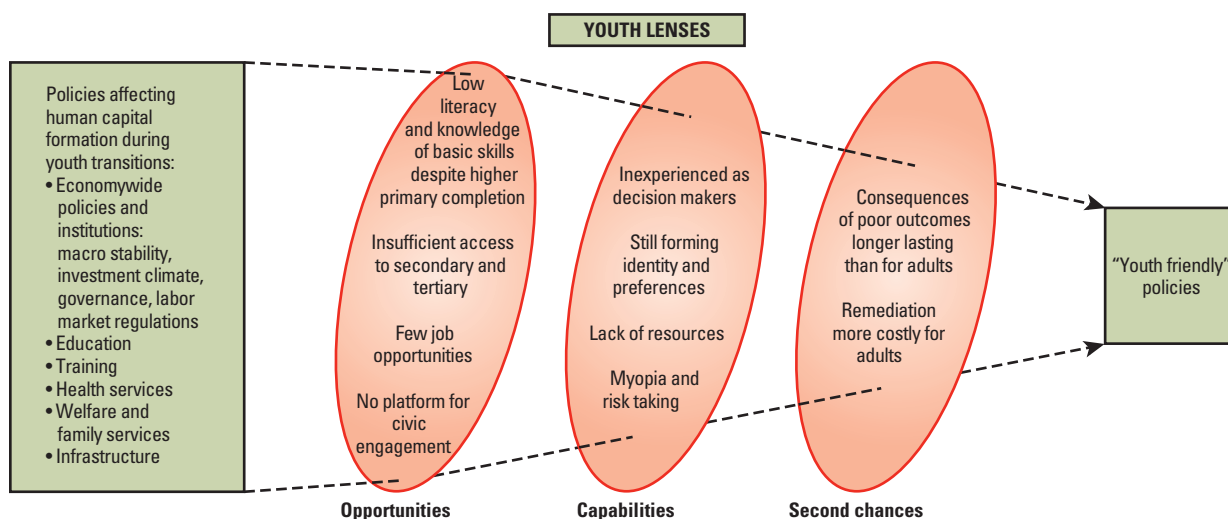 YOUTH LENSES
Policies affecting
human capital
formation during
youth transitions:
• Economywide
policies and
institutions:
macro stability,
investment climate,
governance, labor
market regulations
• Education
• Training
• Health services
• Welfare and
family services
• Infrastructure
Low
literacy
and knowledge
of basic skills
despite higher
primary completion
Insufficient access
to secondary and
tertiary
Few job
opportunities
No platform for
civic
engagement
Opportunities
Inexperienced as
decision makers
Still forming
identity and
preferences
Lack of resources
Myopia and
risk taking
Capabilities
Consequences
of poor outcomes
longer lasting
than for adults
Remediation
more costly for
adults
Second chances
“Youth friendly”
policies